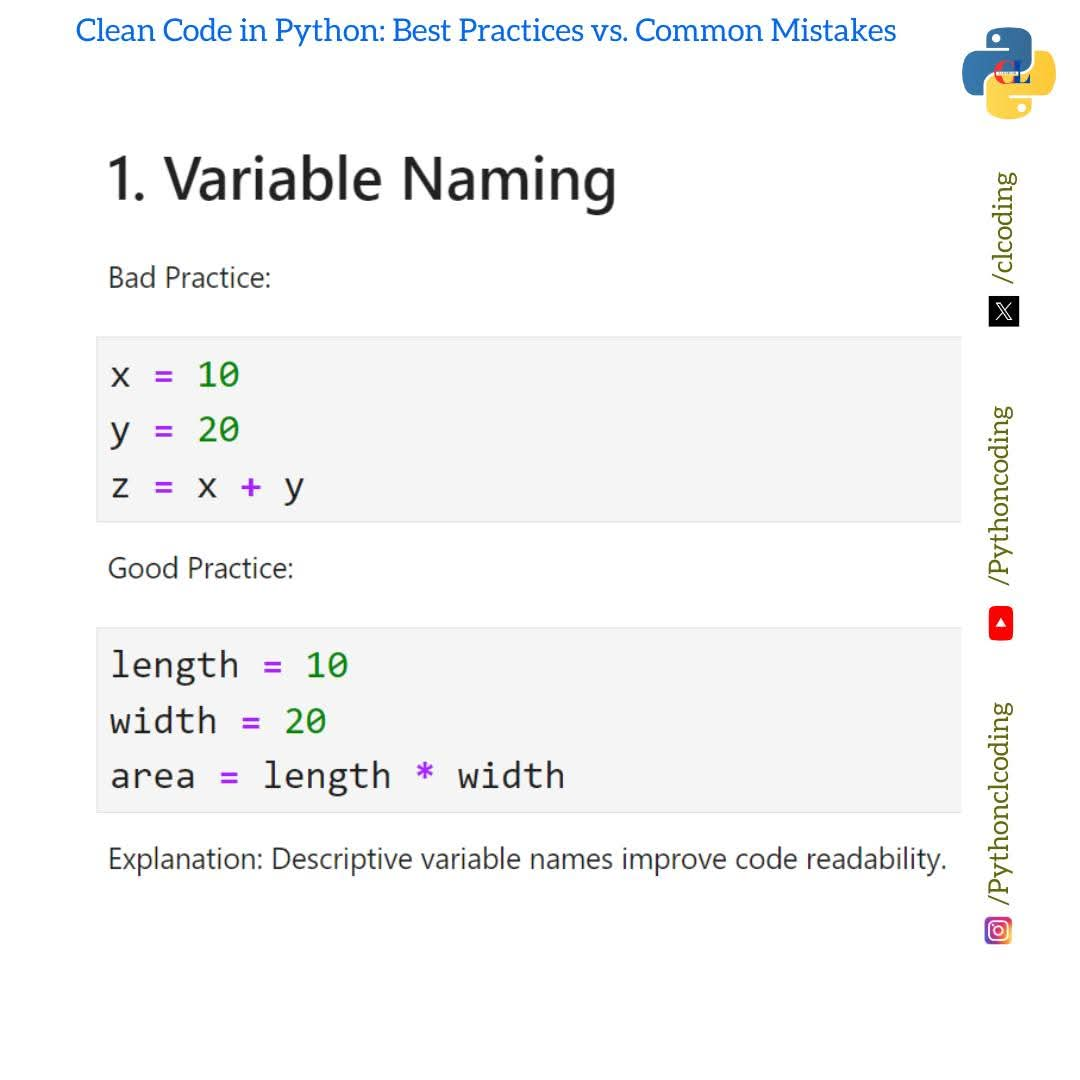 Clean Code in Python: Best Practices vs. Common Mistakes
1. Variable Naming
Bad Practice:
x = 10
y = 20
z = x + y
Good Practice:
length = 10
width = 20
area = length * width
Explanation: Descriptive variable names improve code readability.
CL
/clcoding
/Pythoncoding
/Pythonclcoding